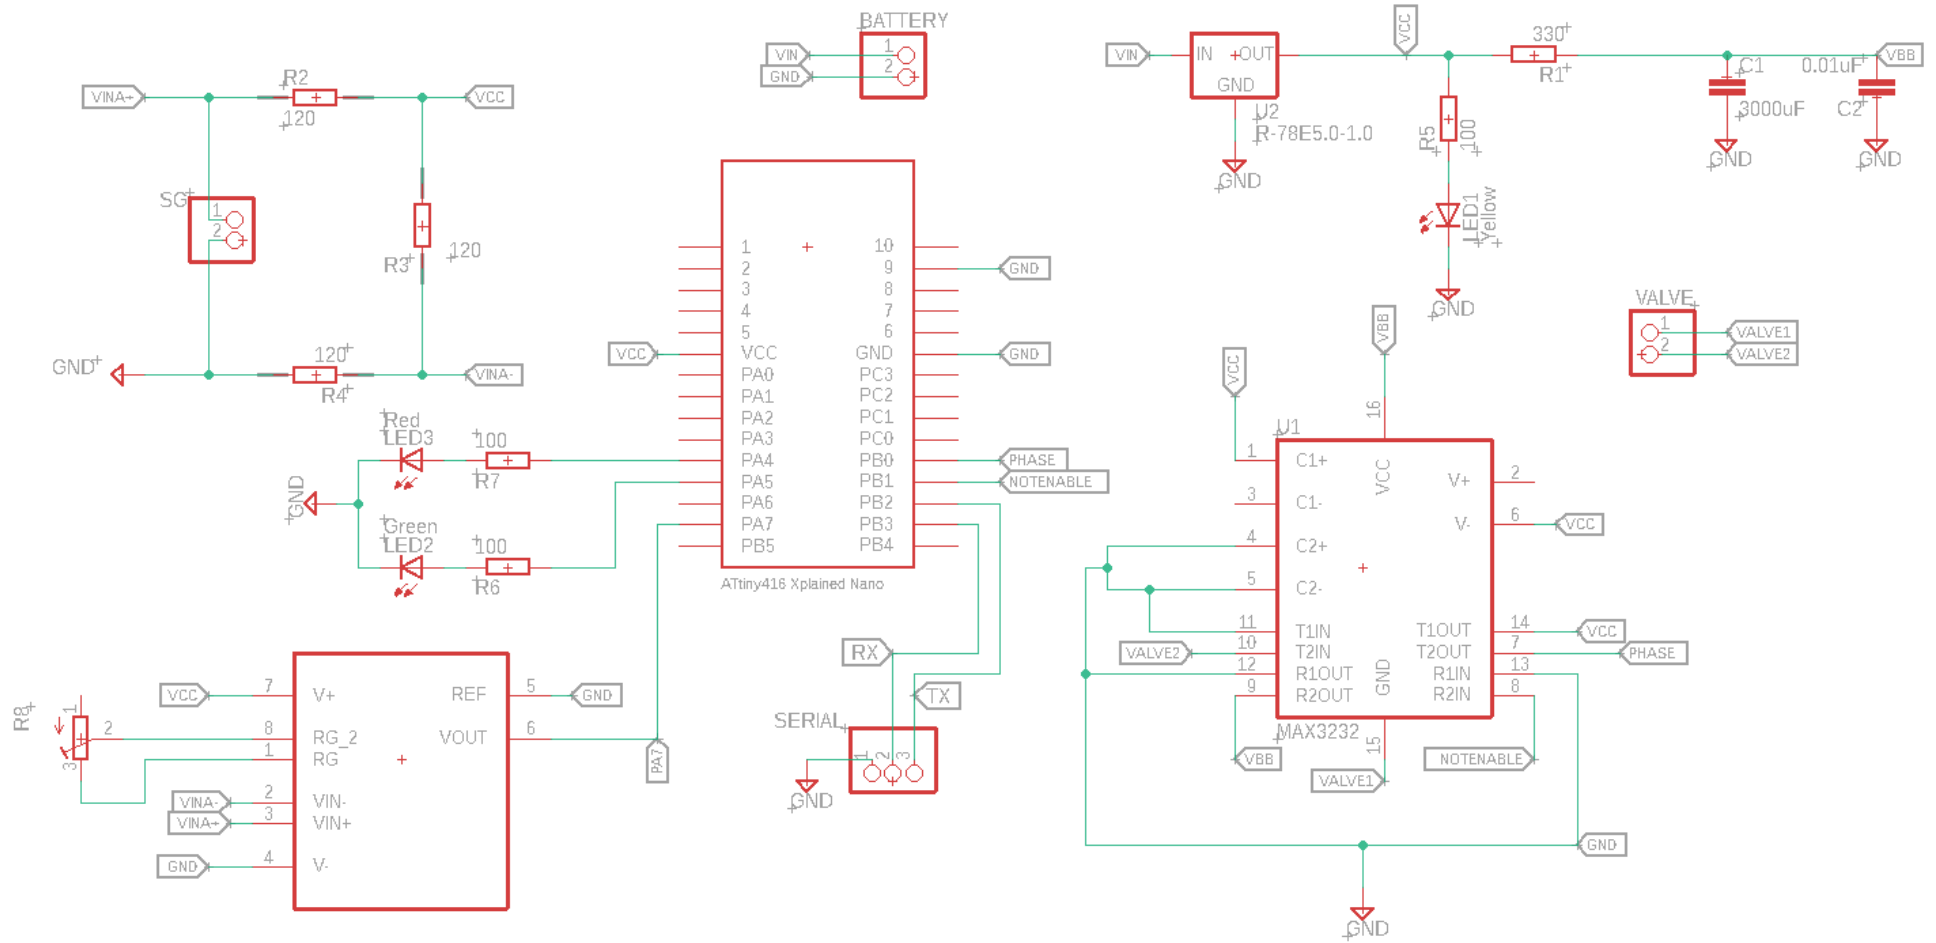 BATTERY
VIN
GND
1
2
VINA+
R2
120
VCC
SG
1
2
R3
120
GND
120
R4
VINA-
VIN
IN
OUT
GND
U2
R-78E5.0-1.0
GND
VCC
330
R1
R5
100
LED1
Yellow
GND
C1
3000uF
GND
0.01uF
C2
GND
VBB
1
2
3
4
5
VCC
PA0
PA1
PA2
PA3
PA4
PA5
PA6
PA7
PB5
10
9
8
7
6
GND
PC3
PC2
PC1
PC0
PB0
PB1
PB2
PB3
PB4
ATtiny416 Xplained Nano
VCC
GND
GND
PHASE
NOTENABLE
Red
LED3
100
R7
GND
Green
LED2
100
R6
VALVE
1
2
VALVE1
VALVE2
VCC
VBB
U1
16
1
3
4
5
11
10
12
9
C1+
C1-
C2+
C2-
T1IN
T2IN
R1OUT
R2OUT
VCC
GND
V+
V-
T1OUT
T2OUT
R1IN
R2IN
2
6
14
7
13
8
15
MAX3232
VCC
VCC
PHASE
VALVE2
VBB
VALVE1
NOTENABLE
GND
GND
R8
1
2
3
VCC
7
8
1
2
3
4
V+
RG_2
RG
VIN-
VIN+
V-
REF
VOUT
5
6
GND
PA7
VINA-
VINA+
GND
RX
TX
SERIAL
1
2
3
GND